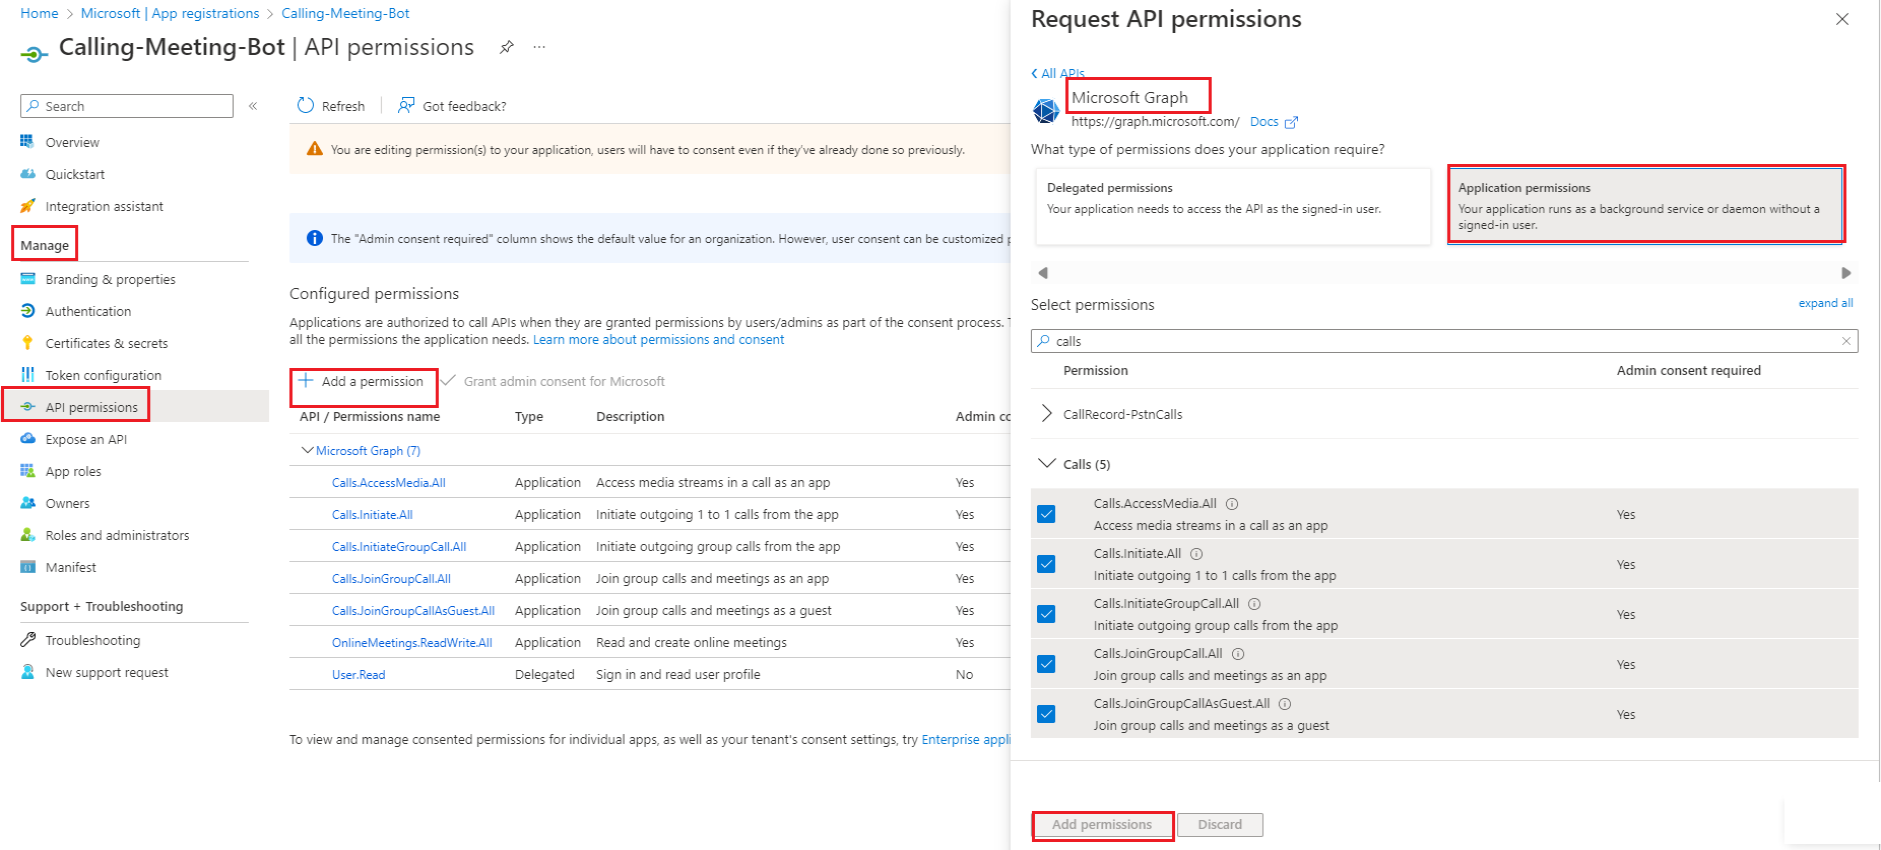 Home > Microsoft | App registrations > Calling-Meeting-Bot
Calling-Meeting-Bot | API permissions ...
Search «
Overview
Quickstart
Integration assistant
Manage
Branding & properties
Authentication
Certificates & secrets
Token configuration
API permissions
Expose an API
App roles
Owners
Roles and administrators
Manifest
Support + Troubleshooting
Troubleshooting
New support request
Refresh Got feedback?
You are editing permission(s) to your application, users will have to consent even if they've already done so previously.
The "Admin consent required" column shows the default value for an organization. However, user consent can be customized
Configured permissions
Applications are authorized to call APIs when they are granted permissions by users/admins as part of the consent process.
all the permissions the application needs. Learn more about permissions and consent
Add a permission Grant admin consent for Microsoft
API / Permissions name Type Description Admin
Microsoft Graph (7)
Calls.AccessMedia.All Application Access media streams in a call as an app Yes
Calls.Initiate.All Application Initiate outgoing 1 to 1 calls from the app Yes
Calls.InitiateGroupCall.All Application Initiate outgoing group calls from the app Yes
Calls.JoinGroupCall.All Application Join group calls and meetings as an app Yes
Calls.JoinGroupCallAsGuest.All Application Join group calls and meetings as a guest Yes
OnlineMeetings.ReadWrite.All Application Read and create online meetings Yes
User.Read Delegated Sign in and read user profile No
To view and manage consented permissions for individual apps, as well as your tenant's consent settings, try Enterprise
Request API permissions
All APIs
Microsoft Graph
https://graph.microsoft.com/ Docs
What type of permissions does your application require?
Delegated permissions
Your application needs to access the API as the signed-in user.
Application permissions
Your application runs as a background service or daemon without a
signed-in user.
Select permissions expand all
calls
Permission Admin consent required
CallRecord-PstnCalls
Calls (5)
Calls.AccessMedia.All
Access media streams in a call as an app Yes
Calls.Initiate.All
Initiate outgoing 1 to 1 calls from the app Yes
Calls.InitiateGroupCall.All
Initiate outgoing group calls from the app Yes
Calls.JoinGroupCall.All
Join group calls and meetings as an app Yes
Calls.JoinGroupCallAsGuest.All
Join group calls and meetings as a guest Yes
Add permissions Discard